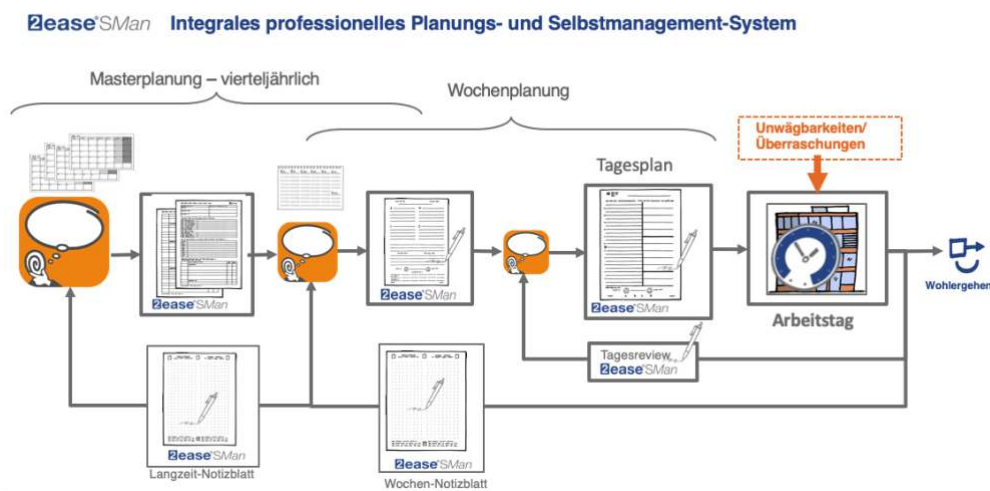 2ease®SMan Integrales professionelles Planungs- und Selbstmanagement-System
Masterplanung – vierteljährlich
Wochenplanung
Unwägbarkeiten/
Überraschungen
Tagesplan
2ease®SMan
2ease®SMan
2ease®SMan
Arbeitstag
Wohlergehen
Tagesreview
2ease®SMan
2ease®SMan
Langzeit-Notizblatt
2ease®SMan
Wochen-Notizblatt